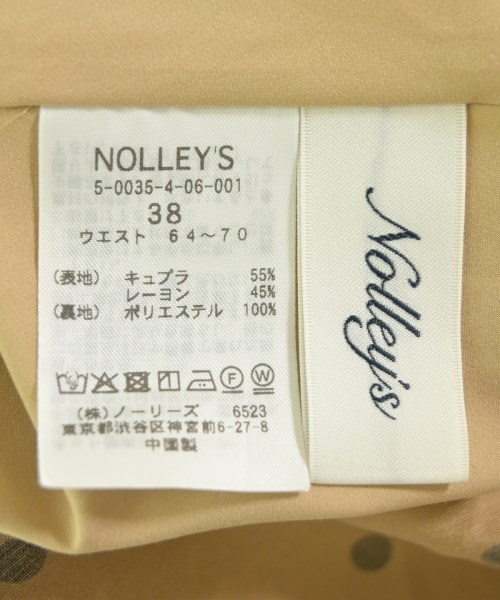 NOLLEY'S
5-0035-4-06-001
38
ウエスト 64～70
(表地) キュプラ 55%
レーヨン 45%
(裏地) ポリエステル 100%
(株)ノーリーズ 6523
東京都渋谷区神宮前6-27-8
中国製
Nolley's